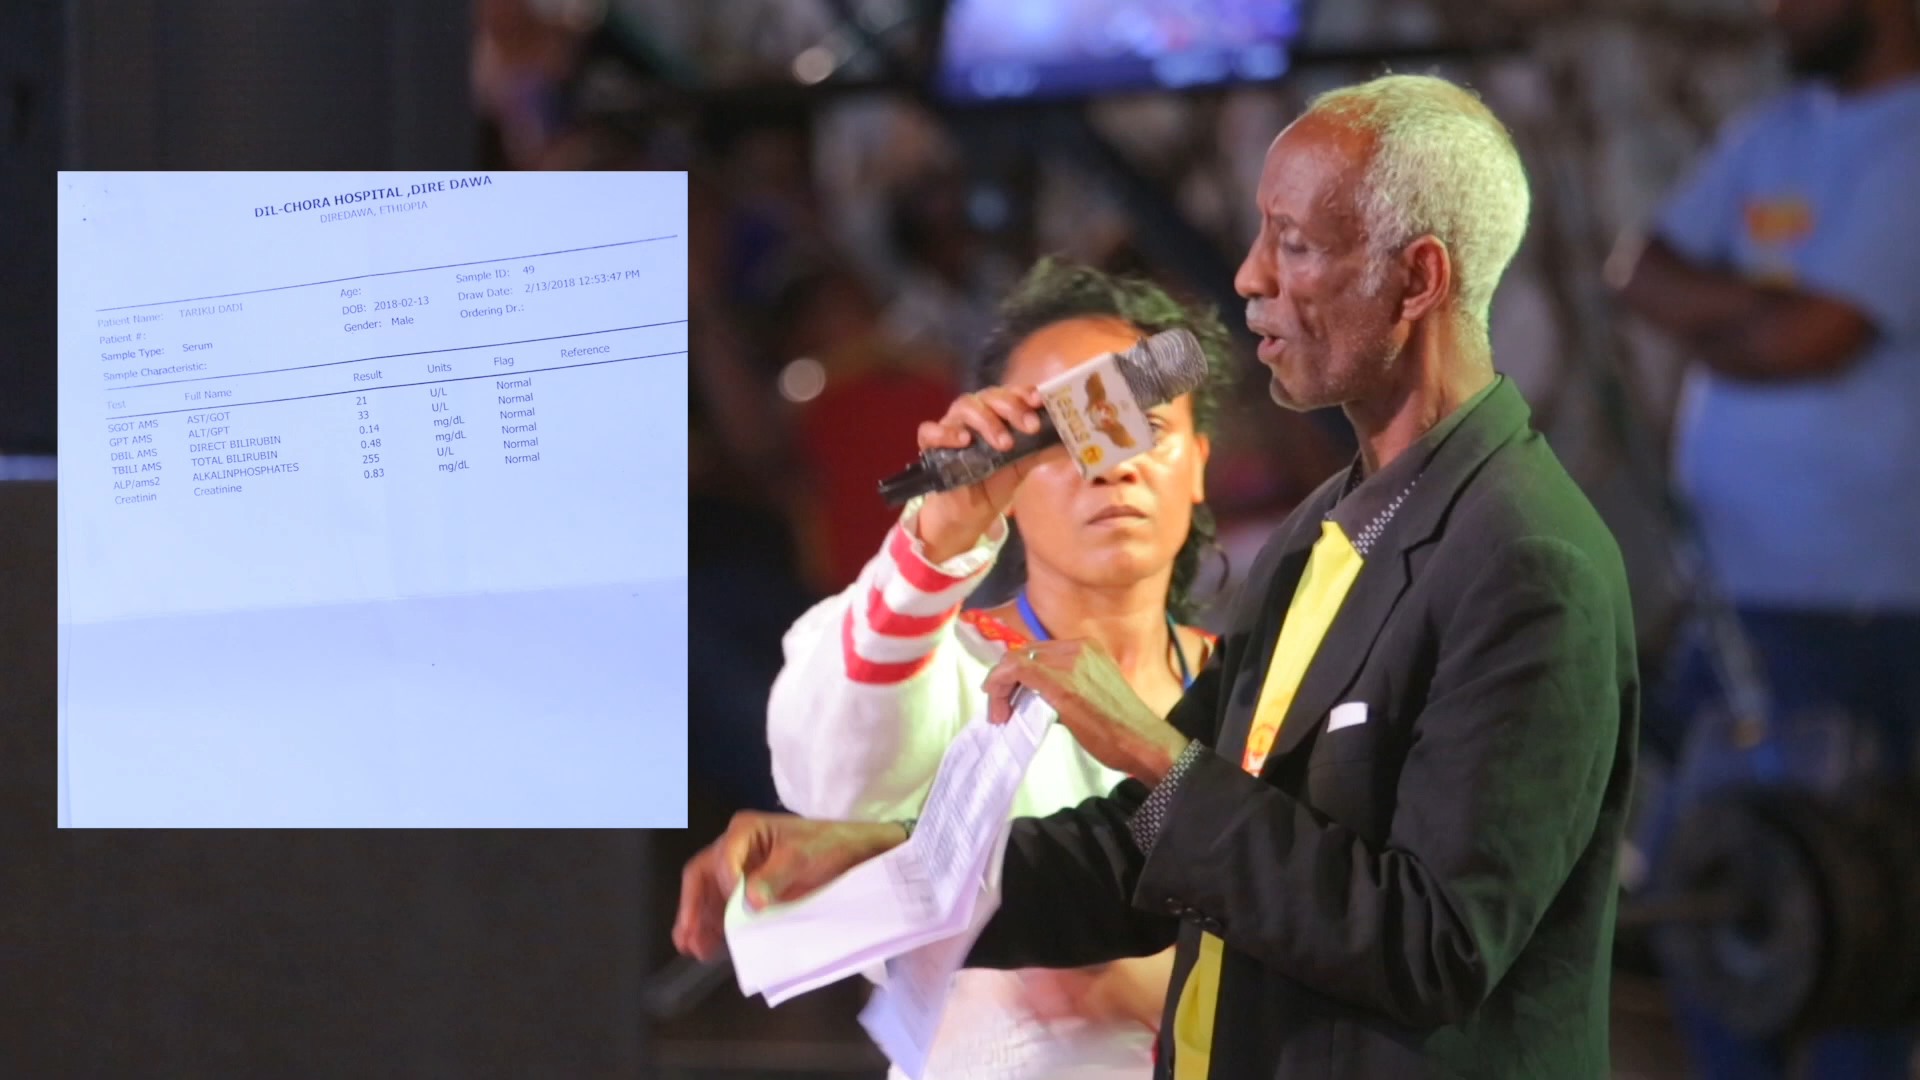 DIL-CHORA HOSPITAL ,DIRE DAWA
DIREDAWA, ETHIOPIA
Patient Name: TARIKU DADI Age: Sample ID: 49
Patient #: DOB: 2018-02-13 Draw Date: 2/13/2018 12:53:47 PM
Sample Type: Serum Gender: Male Ordering Dr.:
Sample Characteristic:
Test Full Name Result Units Flag Reference
SGOT AMS AST/GOT 21 U/L Normal
GPT AMS ALT/GPT 33 U/L Normal
DBIL AMS DIRECT BILIRUBIN 0.14 mg/dL Normal
TBILI AMS TOTAL BILIRUBIN 0.48 mg/dL Normal
ALP/ams2 ALKALINPHOSPHATES 255 U/L Normal
Creatinin Creatinine 0.83 mg/dL Normal